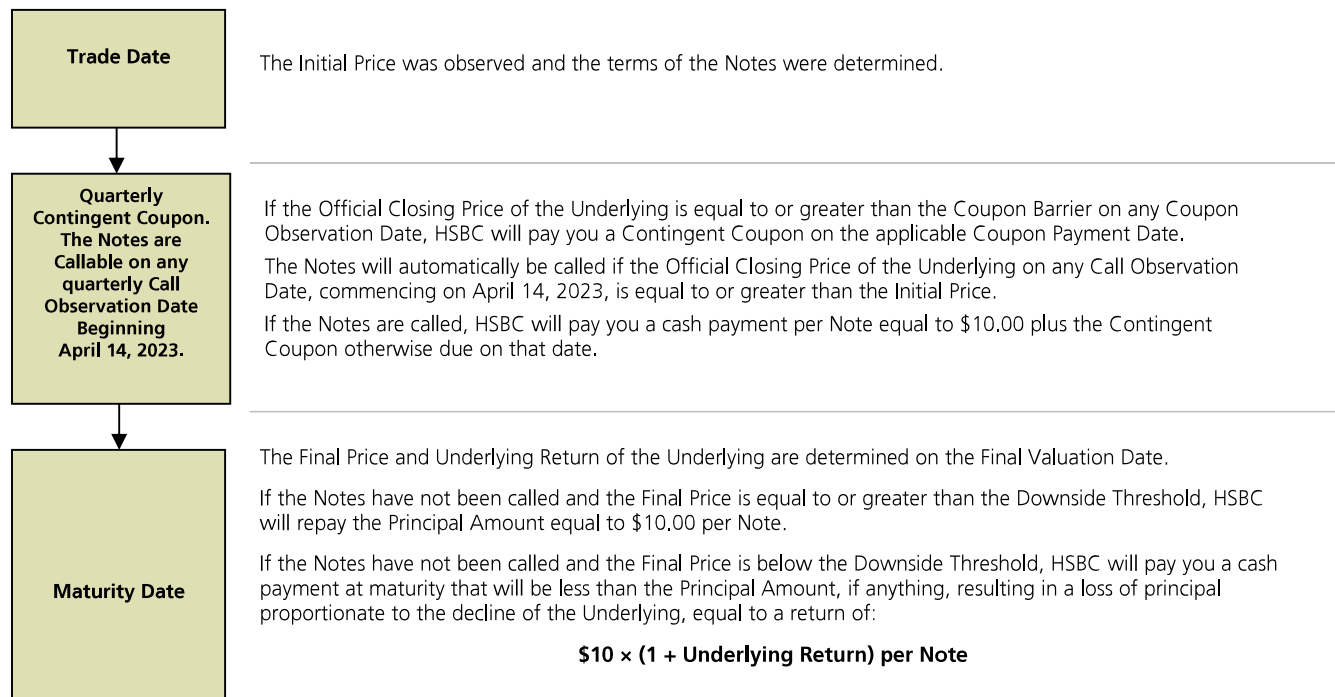 Trade Date
The Initial Price was observed and the terms of the Notes were determined.
Quarterly
Contingent Coupon.
The Notes are
Callable on any
quarterly Call
Observation Date
Beginning
April 14, 2023.
If the Official Closing Price of the Underlying is equal to or greater than the Coupon Barrier on any Coupon
Observation Date, HSBC will pay you a Contingent Coupon on the applicable Coupon Payment Date.
The Notes will automatically be called if the Official Closing Price of the Underlying on any Call Observation
Date, commencing on April 14, 2023, is equal to or greater than the Initial Price.
If the Notes are called, HSBC will pay you a cash payment per Note equal to $10.00 plus the Contingent
Coupon otherwise due on that date.
Maturity Date
The Final Price and Underlying Return of the Underlying are determined on the Final Valuation Date.
If the Notes have not been called and the Final Price is equal to or greater than the Downside Threshold, HSBC
will repay the Principal Amount equal to $10.00 per Note.
If the Notes have not been called and the Final Price is below the Downside Threshold, HSBC will pay you a cash
payment at maturity that will be less than the Principal Amount, if anything, resulting in a loss of principal
proportionate to the decline of the Underlying, equal to a return of:
$10 × (1 + Underlying Return) per Note